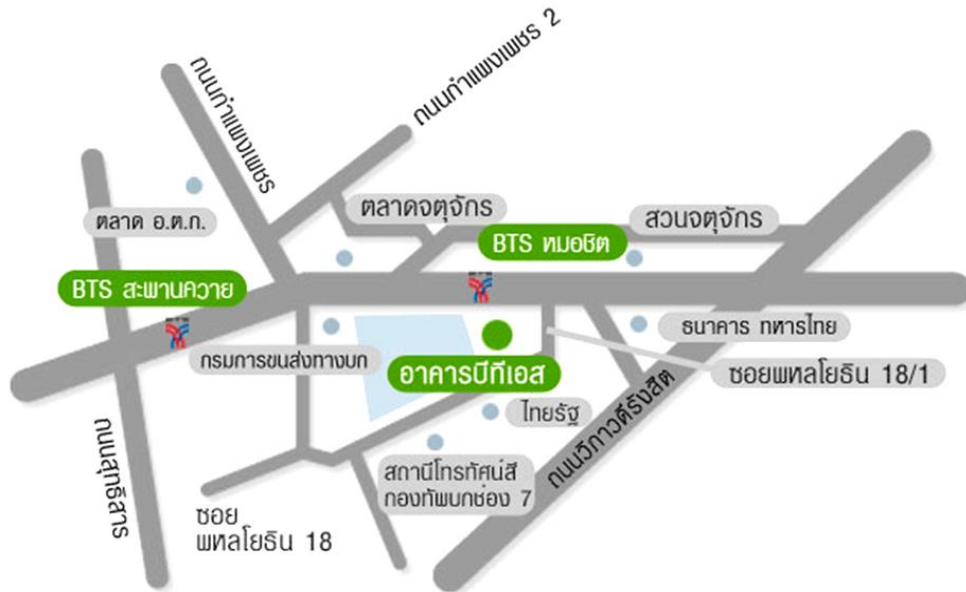 ถนนกำแพงเพชร
ถนนกำแพงเพชร 2
ตลาด อ.ต.ก.
ตลาดจตุจักร
สวนจตุจักร
BTS หมอชิต
BTS สะพานควาย
กรมการขนส่งทางบก
อาคารบีทีเอส
ธนาคาร ทหารไทย
ซอยพหลโยธิน 18/1
ไทยรัฐ
ถนนวิภาวดีรังสิต
ถนนสุทธิสาร
สถานีโทรทัศน์สี
กองทัพบกช่อง 7
ซอย
พหลโยธิน 18